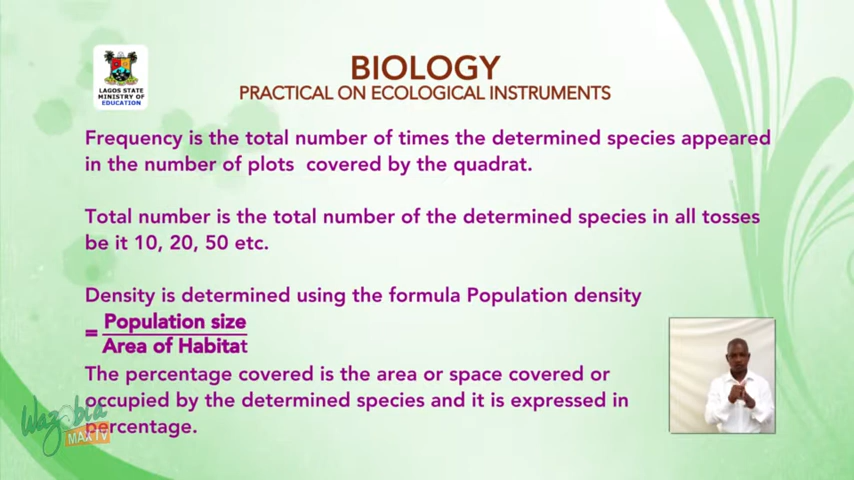 LAGOS STATE
MINISTRY OF
EDUCATION
BIOLOGY
PRACTICAL ON ECOLOGICAL INSTRUMENTS
Frequency is the total number of times the determined species appeared
in the number of plots covered by the quadrat.
Total number is the total number of the determined species in all tosses
be it 10, 20, 50 etc.
Density is determined using the formula Population density
= Population size
Area of Habitat
The percentage covered is the area or space covered or
occupied by the determined species and it is expressed in
percentage.
Wazobia
MAX TV